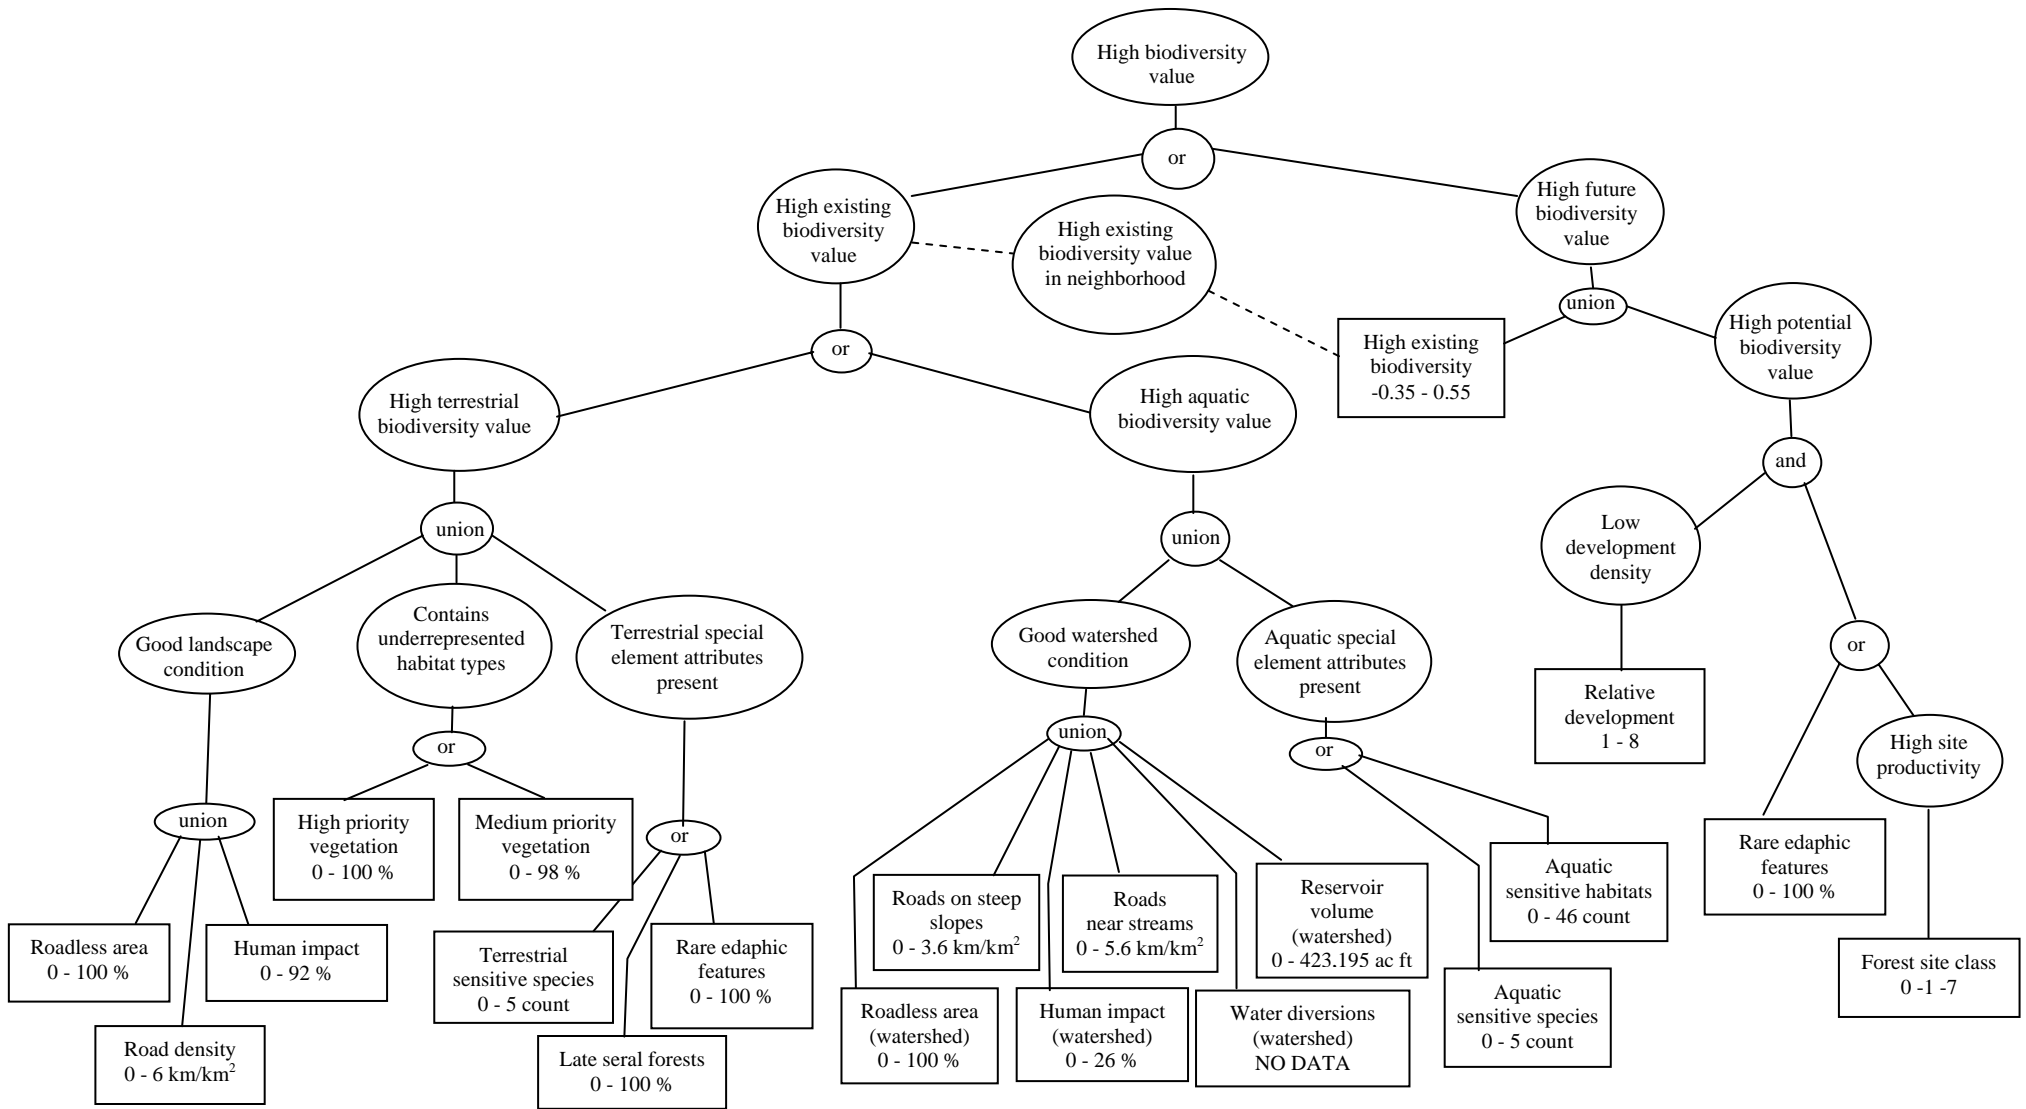 High biodiversity
value
or
High existing
biodiversity
value
High existing
biodiversity value
in neighborhood
High future
biodiversity
value
union
High existing
biodiversity
-0.35 - 0.55
High potential
biodiversity
value
or
High terrestrial
biodiversity value
High aquatic
biodiversity value
and
union
union
Low
development
density
Good landscape
condition
Contains
underrepresented
habitat types
Terrestrial special
element attributes
present
Good watershed
condition
Aquatic special
element attributes
present
or
Relative
development
1 - 8
High site
productivity
union
or
or
union
or
High priority
vegetation
0 - 100 %
Medium priority
vegetation
0 - 98 %
Roadless area
0 - 100 %
Human impact
0 - 92 %
Road density
0 - 6 km/km²
Terrestrial
sensitive species
0 - 5 count
Rare edaphic
features
0 - 100 %
Late seral forests
0 - 100 %
Roads on steep
slopes
0 - 3.6 km/km²
Roads
near streams
0 - 5.6 km/km²
Reservoir
volume
(watershed)
0 - 423.195 ac ft
Roadless area
(watershed)
0 - 100 %
Human impact
(watershed)
0 - 26 %
Water diversions
(watershed)
NO DATA
Aquatic
sensitive habitats
0 - 46 count
Aquatic
sensitive species
0 - 5 count
Rare edaphic
features
0 - 100 %
Forest site class
0 -1 -7